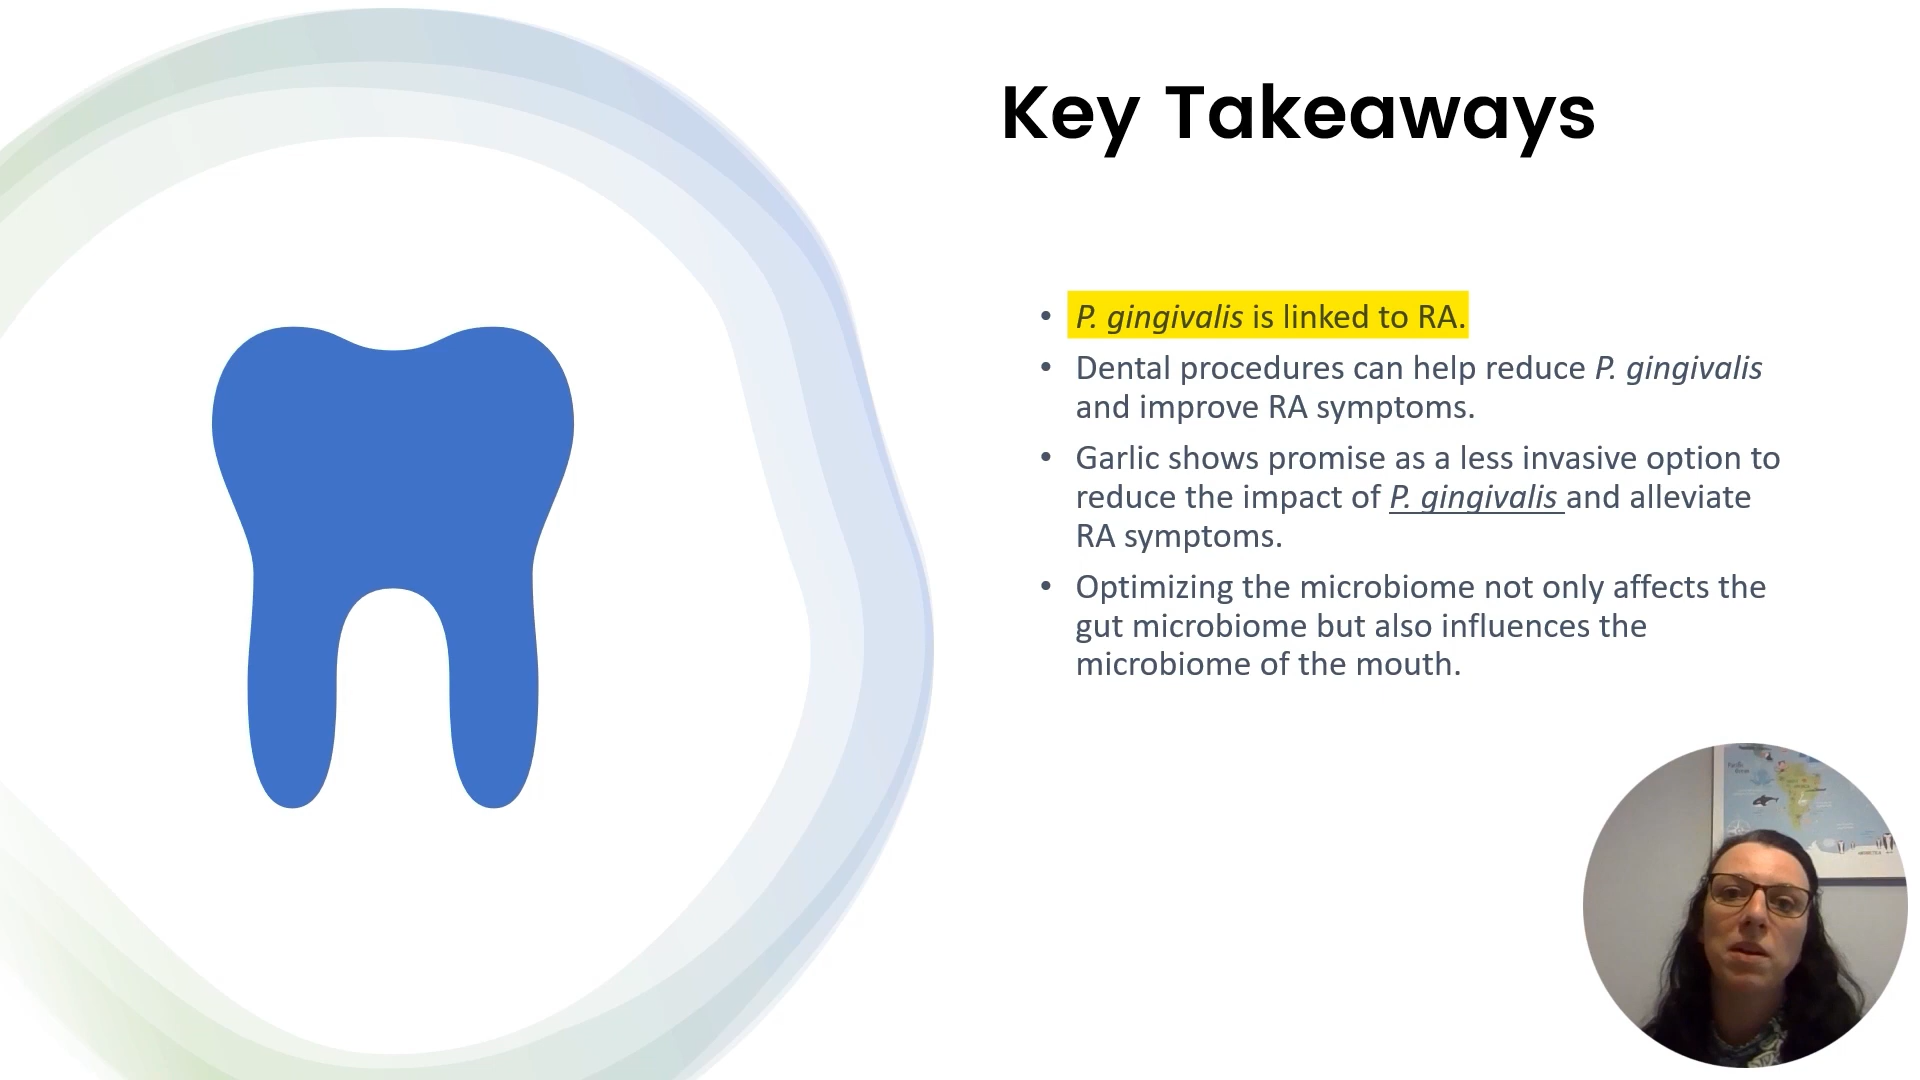 Key Takeaways
• P. gingivalis is linked to RA.
• Dental procedures can help reduce P. gingivalis
and improve RA symptoms.
• Garlic shows promise as a less invasive option to
reduce the impact of P. gingivalis and alleviate
RA symptoms.
• Optimizing the microbiome not only affects the
gut microbiome but also influences the
microbiome of the mouth.